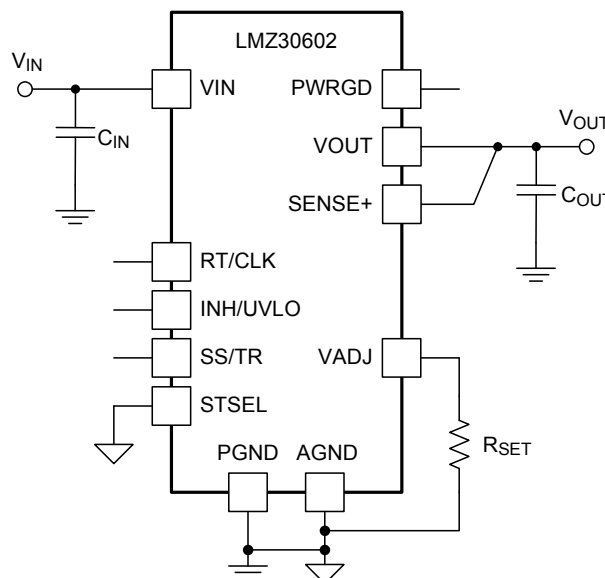 LMZ30602
VIN
VIN
PWRGD
CIN
VOUT
VOUT
SENSE+
COUT
RT/CLK
INH/UVLO
SS/TR
VADJ
STSEL
PGND
AGND
RSET